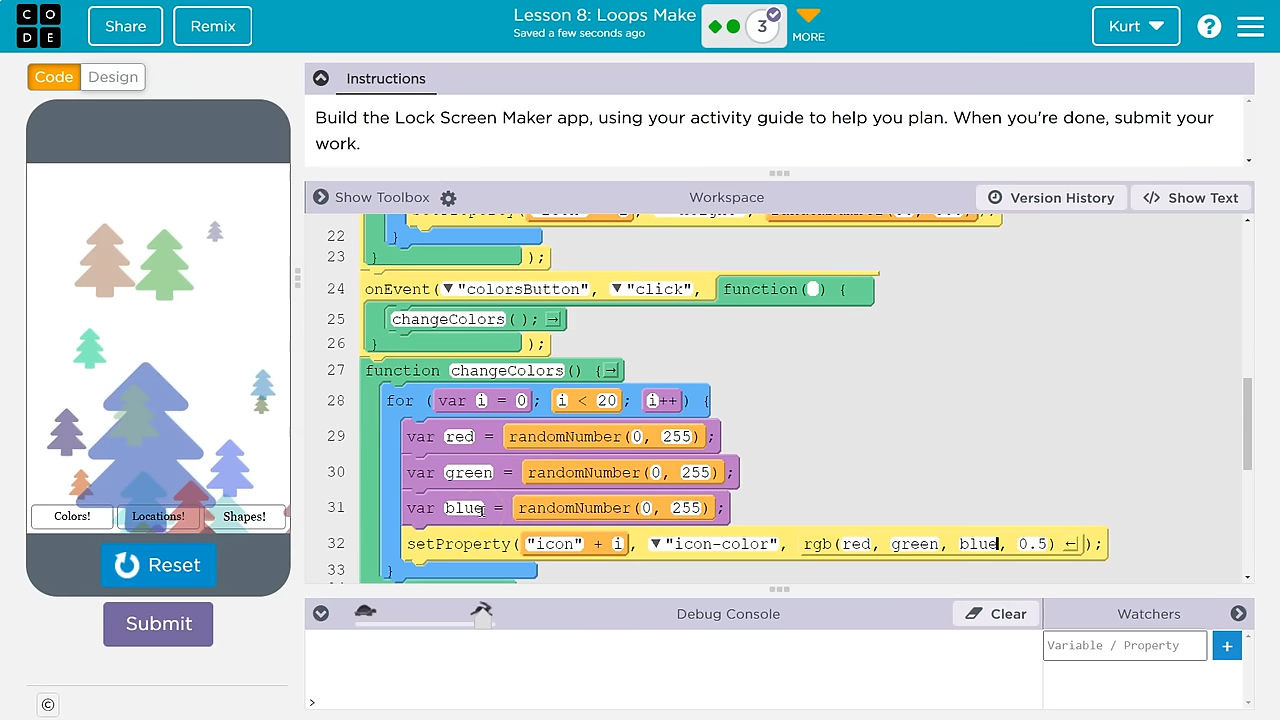 C O
D E
Share
Remix
Lesson 8: Loops Make
Saved a few seconds ago
3
MORE
Kurt
?
Code
Design
Instructions
Build the Lock Screen Maker app, using your activity guide to help you plan. When you're done, submit your
work.
Show Toolbox
Workspace
Version History
</> Show Text
22 }
23 } );
24 onEvent( ▼ "colorsButton", ▼ "click", function( ) {
25 changeColors ( ); →
26 } );
27 function changeColors () { →
28 for ( var i = 0; i < 20 ; i++ ) {
29 var red = randomNumber(0, 255) ;
30 var green = randomNumber(0, 255) ;
31 var blue = randomNumber(0, 255) ;
32 setProperty( "icon" + i, ▼ "icon-color", rgb(red, green, blue, 0.5) ← );
33 }
Colors!
Locations!
Shapes!
Reset
Submit
Debug Console
Clear
Watchers
Variable / Property
+
>
©